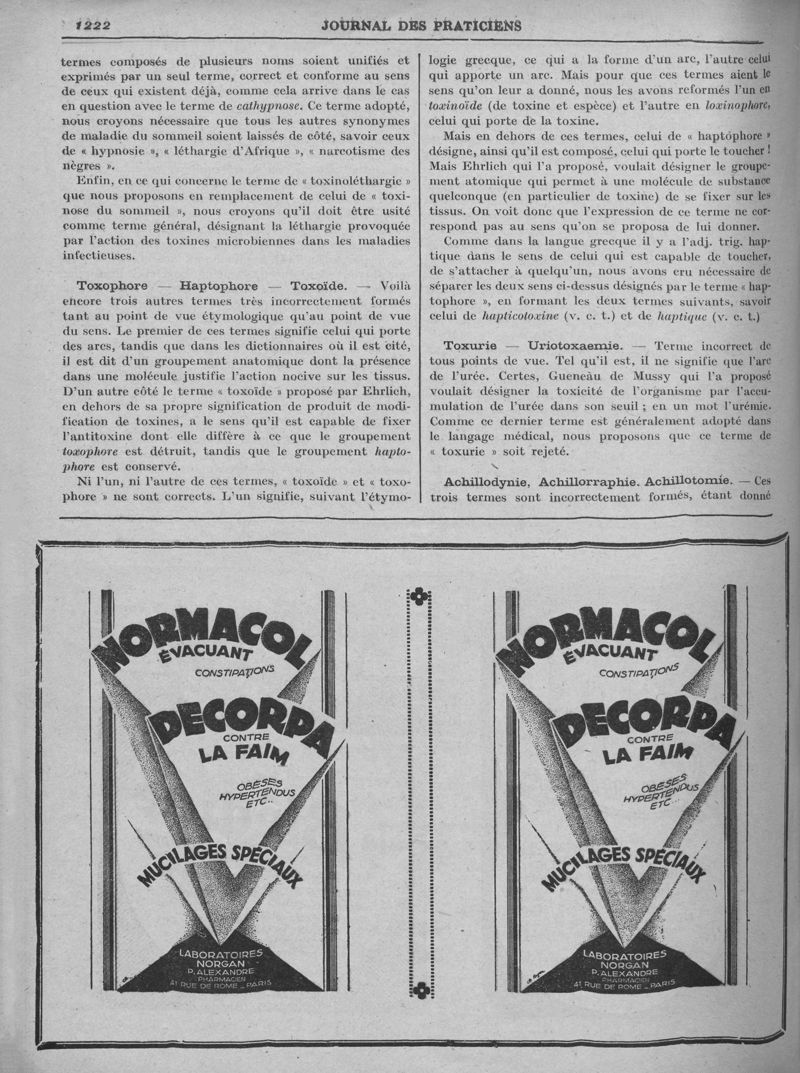 1222
JOURNAL DES PRATICIENS
termes composés de plusieurs noms soient unifiés et
exprimés par un seul terme, correct et conforme au sens
de ceux qui existent déjà, comme cela arrive dans le cas
en question avec le terme de cathypnose. Ce terme adopté,
nous croyons nécessaire que tous les autres synonymes
de maladie du sommeil soient laissés de côté, savoir ceux
de « hypnosie », « léthargie d'Afrique », « narcotisme des
nègres ».
Enfin, en ce qui concerne le terme de « toxinoléthargie »
que nous proposons en remplacement de celui de « toxi-
nose du sommeil », nous croyons qu'il doit être usité
comme terme général, désignant la léthargie provoquée
par l'action des toxines microbiennes dans les maladies
infectieuses.
Toxophore — Haptophore — Toxoïde. — Voilà
encore trois autres termes très incorrectement formés
tant au point de vue étymologique qu'au point de vue
du sens. Le premier de ces termes signifie celui qui porte
des arcs, tandis que dans les dictionnaires où il est cité,
il est dit d'un groupement anatomique dont la présence
dans une molécule justifie l'action nocive sur les tissus.
D'un autre côté le terme « toxoïde » proposé par Ehrlich,
en dehors de sa propre signification de produit de modi-
fication de toxines, a le sens qu'il est capable de fixer
l'antitoxine dont elle diffère à ce que le groupement
toxophore est détruit, tandis que le groupement hapto-
phore est conservé.
Ni l'un, ni l'autre de ces termes, « toxoïde » et « toxo-
phore » ne sont corrects. L'un signifie, suivant l'étymo-
logie grecque, ce qui a la forme d'un arc, l'autre celui
qui apporte un arc. Mais pour que ces termes aient le
sens qu'on leur a donné, nous les avons reformés l'un en
toxinoïde (de toxine et espèce) et l'autre en loxinophore,
celui qui porte de la toxine.
Mais en dehors de ces termes, celui de « haptophore »
désigne, ainsi qu'il est composé, celui qui porte le toucher !
Mais Ehrlich qui l'a proposé, voulait désigner le groupe-
ment atomique qui permet à une molécule de substance
quelconque (en particulier de toxine) de se fixer sur les
tissus. On voit donc que l'expression de ce terme ne cor-
respond pas au sens qu'on se proposa de lui donner.
Comme dans la langue grecque il y a l'adj. trig. hap-
tique dans le sens de celui qui est capable de toucher,
de s'attacher à quelqu'un, nous avons cru nécessaire de
séparer les deux sens ci-dessus désignés par le terme « hap-
tophore », en formant les deux termes suivants, savoir
celui de hapticotoxine (v. c. t.) et de haptique (v. c. t.)
Toxurie — Uriotoxaemie. — Terme incorrect de
tous points de vue. Tel qu'il est, il ne signifie que l'arc
de l'urée. Certes, Gueneàu de Mussy qui l'a proposé
voulait désigner la toxicité de l'organisme par l'accu-
mulation de l'urée dans son seuil ; en un mot l'urémie.
Comme ce dernier terme est généralement adopté dans
le langage médical, nous proposons que ce terme de
« toxurie » soit rejeté.
Achillodynie, Achillorraphie. Achillotomie. — Ces
trois termes sont incorrectement formés, étant donné
NORMACOL
ÉVACUANT
CONSTIPATIONS
DECORPA
CONTRE
LA FAIM
OBÈSES
HYPERTENDUS
ETC..
MUCILAGES SPÉCIAUX
LABORATOIRES
NORGAN
P. ALEXANDRE
PHARMACIEN
41 RUE DE ROME _ PARIS
NORMACOL
ÉVACUANT
CONSTIPATIONS
DECORPA
CONTRE
LA FAIM
OBÈSES
HYPERTENDUS
ETC..
MUCILAGES SPÉCIAUX
LABORATOIRES
NORGAN
P. ALEXANDRE
PHARMACIEN
41 RUE DE ROME _ PARIS